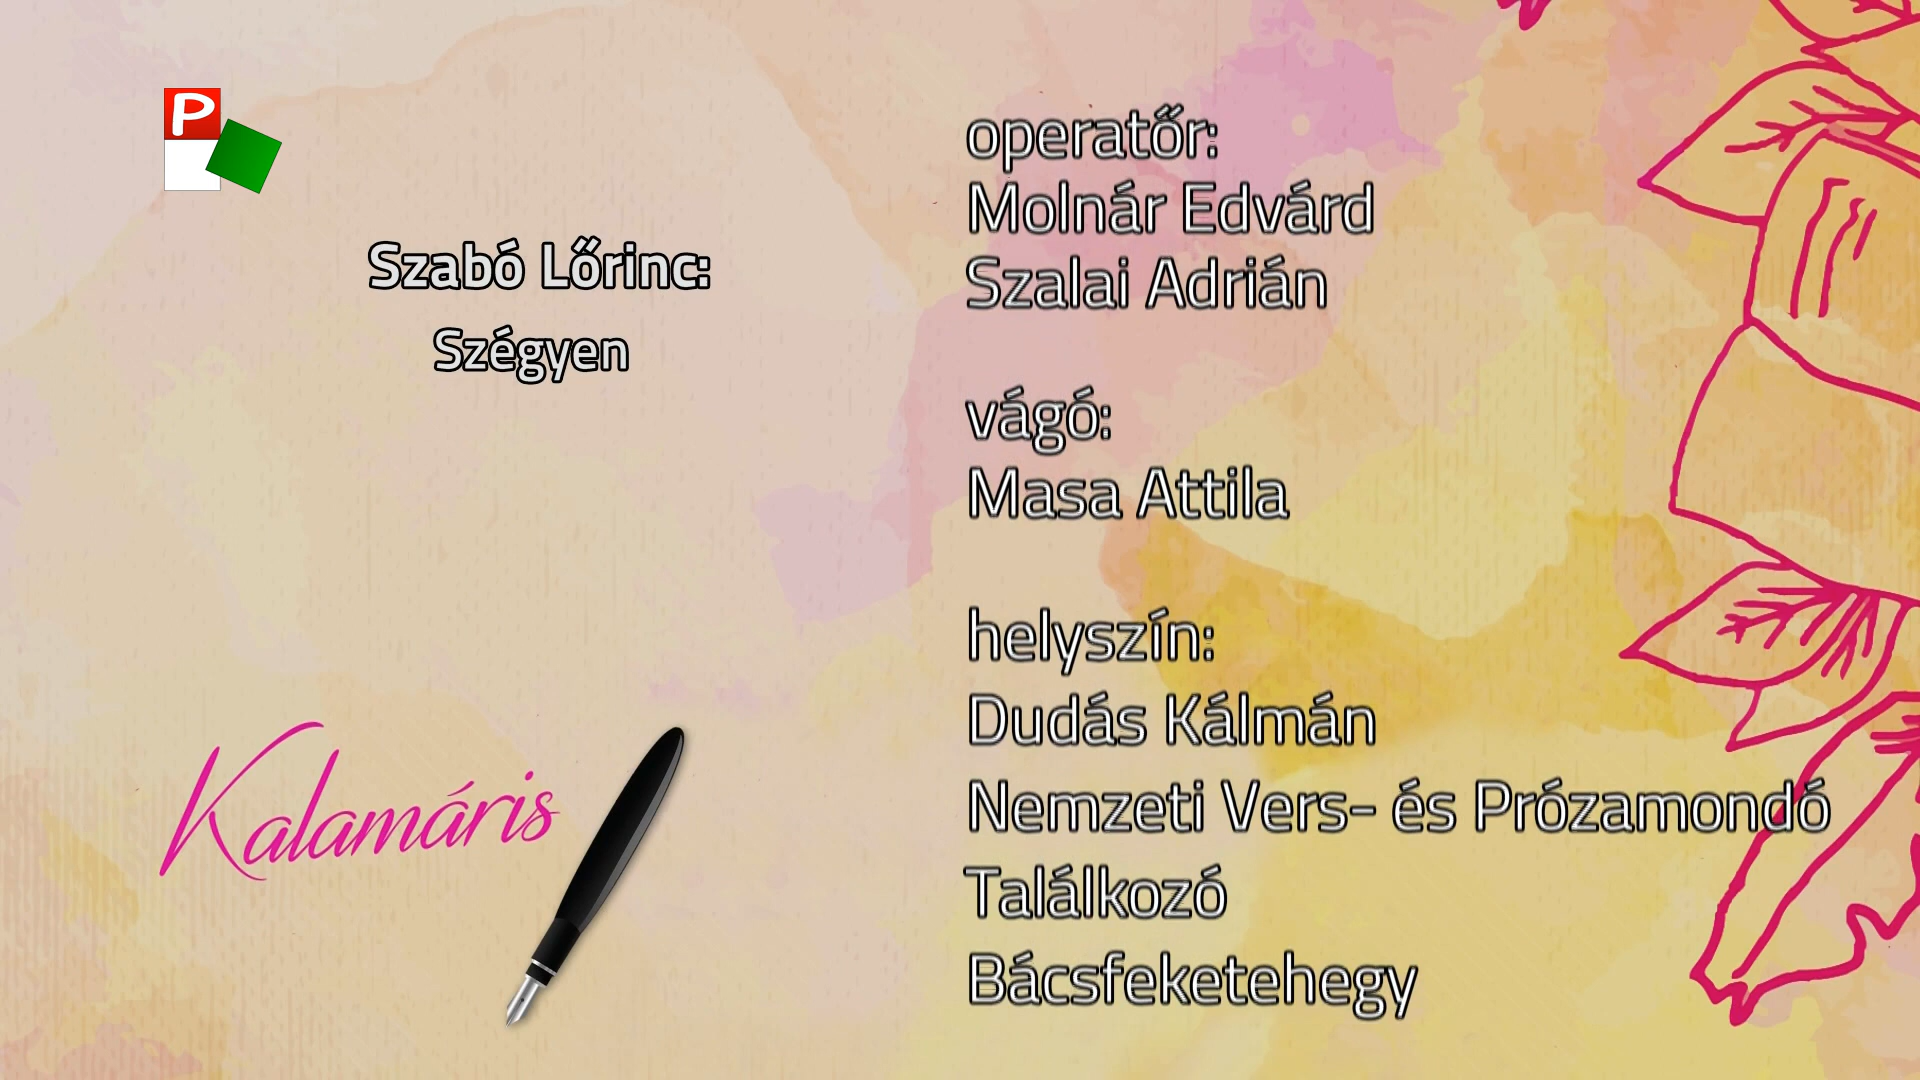 P
Szabó Lőrinc:
Szégyen
Kalamáris
operatőr:
Molnár Edvárd
Szalai Adrián
vágó:
Masa Attila
helyszín:
Dudás Kálmán
Nemzeti Vers- és Prózamondó
Találkozó
Bácsfeketehegy